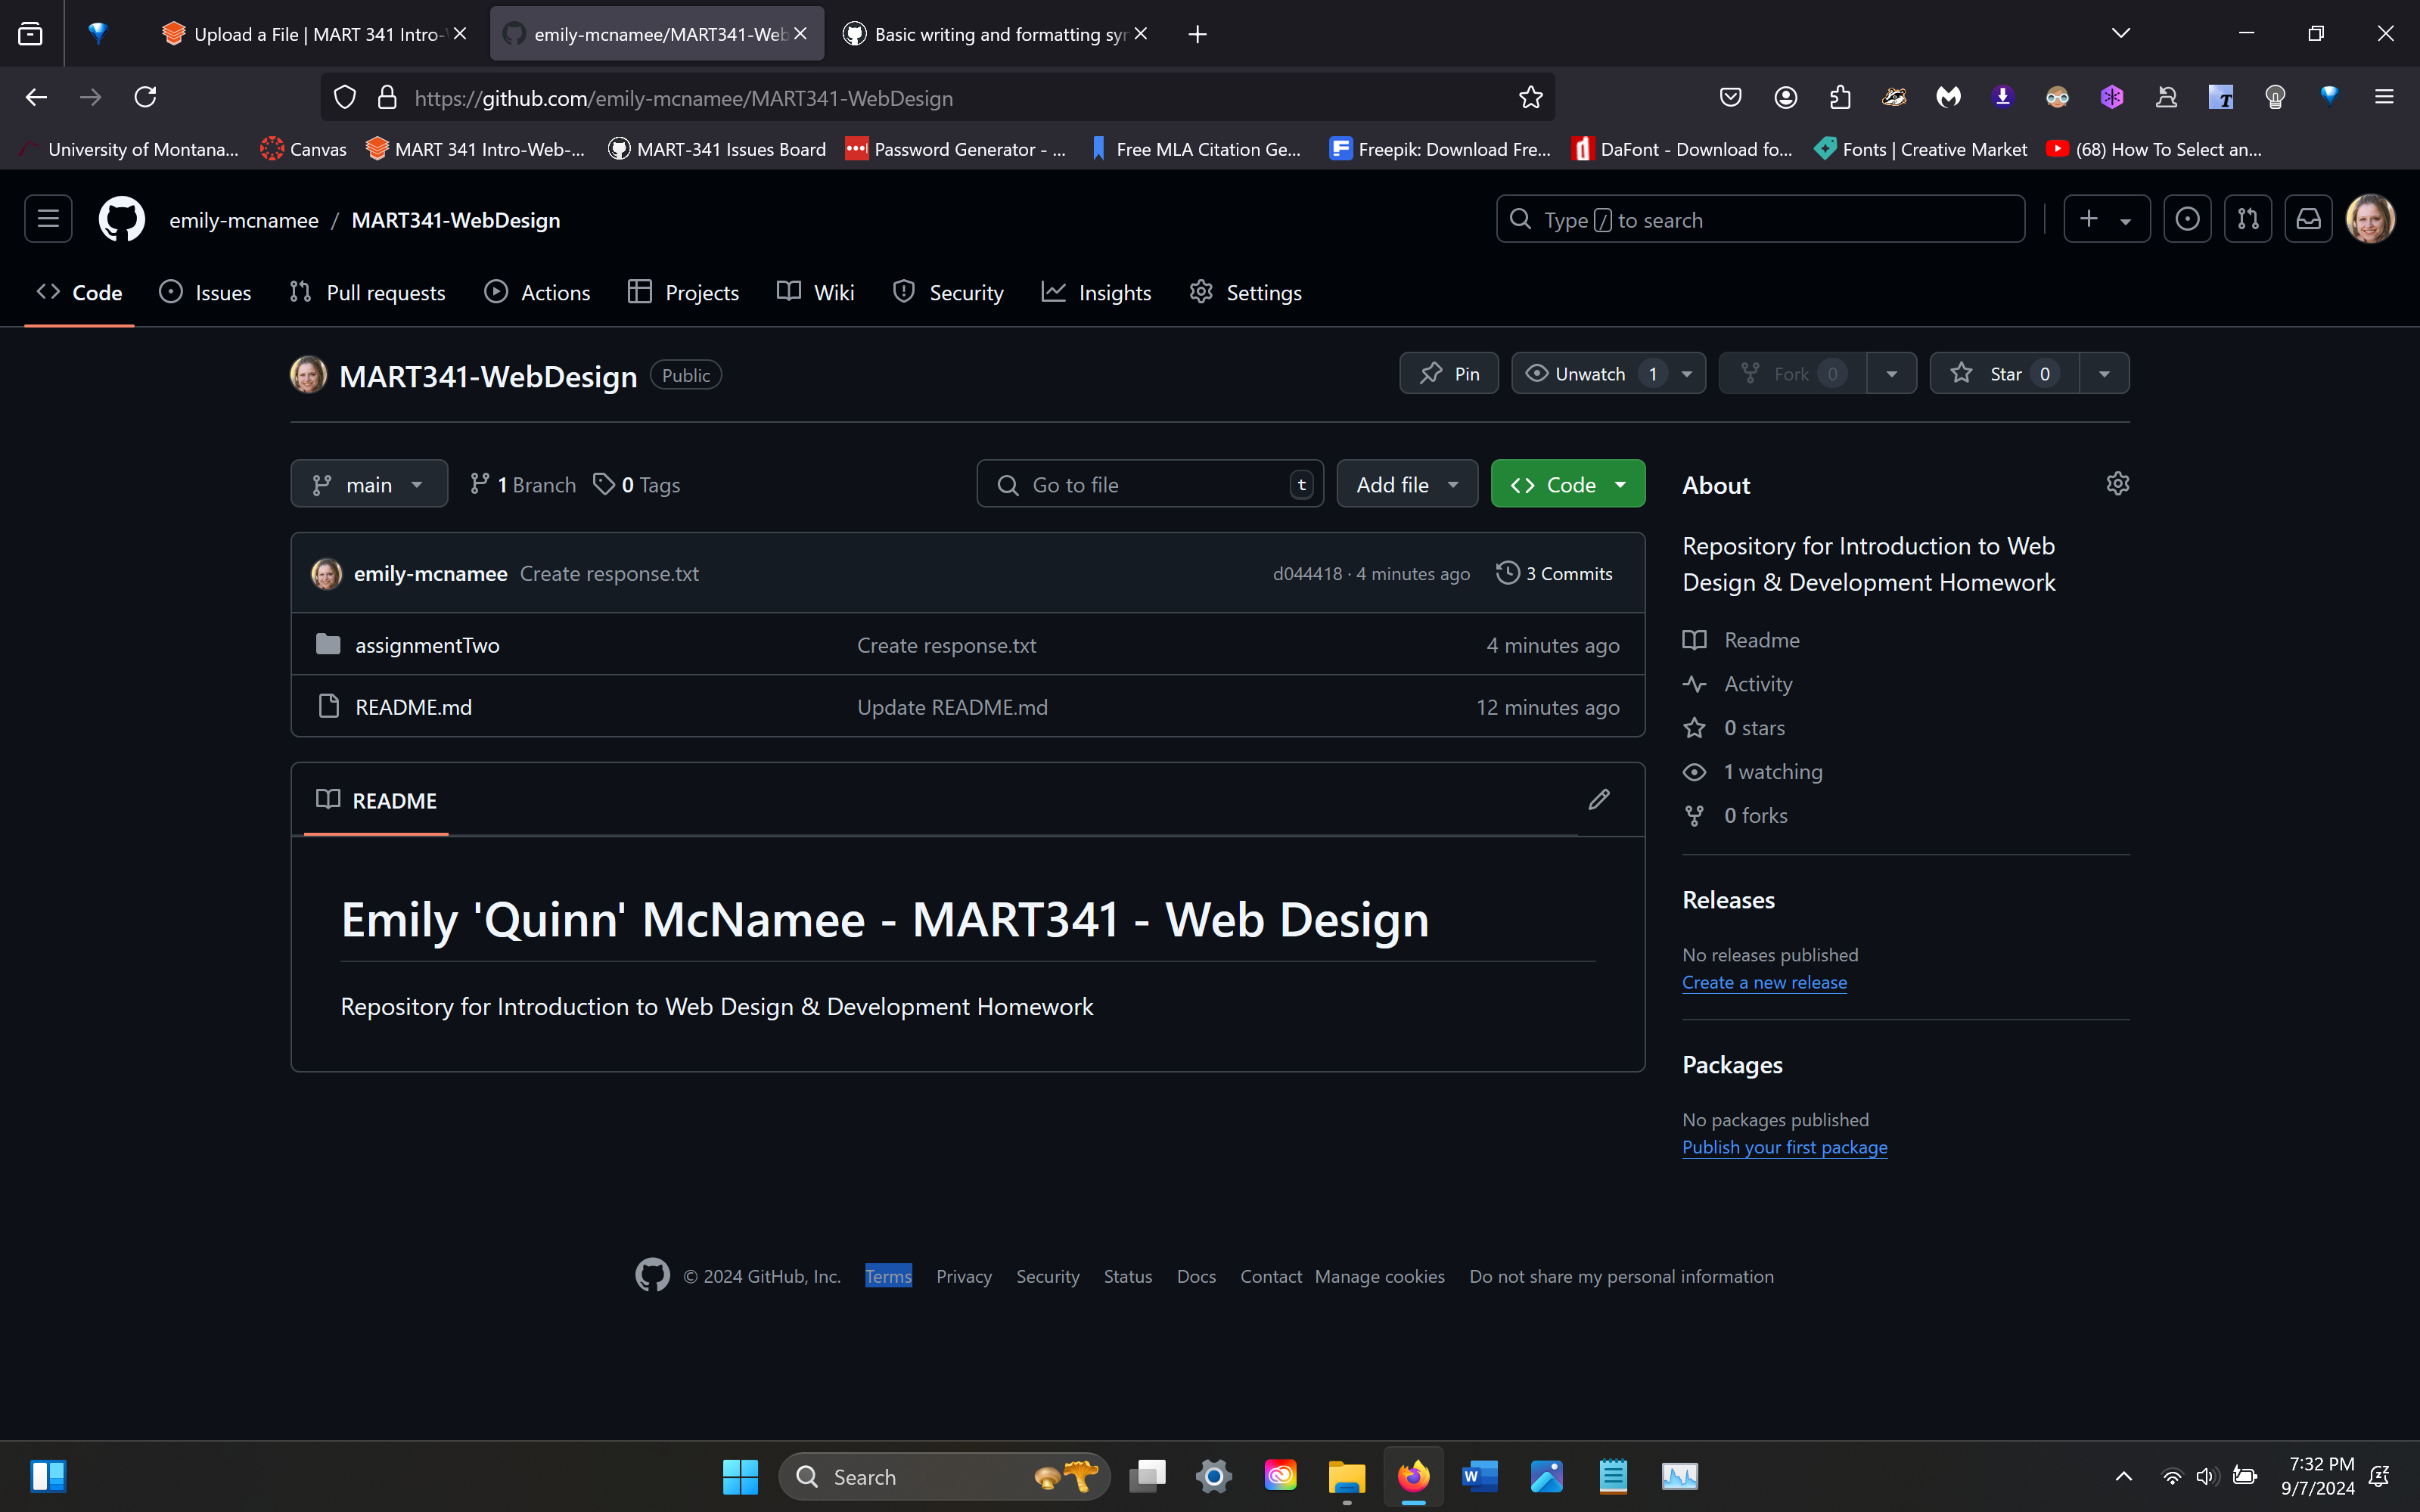 Upload a File | MART 341 Intro-
emily-mcnamee/MART341-Web
Basic writing and formatting syn
https://github.com/emily-mcnamee/MART341-WebDesign
University of Montana...
Canvas
MART 341 Intro-Web-...
MART-341 Issues Board
Password Generator - ...
Free MLA Citation Ge...
Freepik: Download Fre...
DaFont - Download fo...
Fonts | Creative Market
(68) How To Select an...
emily-mcnamee / MART341-WebDesign
Type / to search
Code
Issues
Pull requests
Actions
Projects
Wiki
Security
Insights
Settings
MART341-WebDesign
Public
Pin
Unwatch 1
Fork 0
Star 0
main
1 Branch
0 Tags
Go to file
t
Add file
Code
emily-mcnamee Create response.txt
d044418 · 4 minutes ago
3 Commits
assignmentTwo
Create response.txt
4 minutes ago
README.md
Update README.md
12 minutes ago
README
Emily 'Quinn' McNamee - MART341 - Web Design
Repository for Introduction to Web Design & Development Homework
About
Repository for Introduction to Web
Design & Development Homework
Readme
Activity
0 stars
1 watching
0 forks
Releases
No releases published
Create a new release
Packages
No packages published
Publish your first package
© 2024 GitHub, Inc.
Terms
Privacy
Security
Status
Docs
Contact
Manage cookies
Do not share my personal information
Search
7:32 PM
9/7/2024